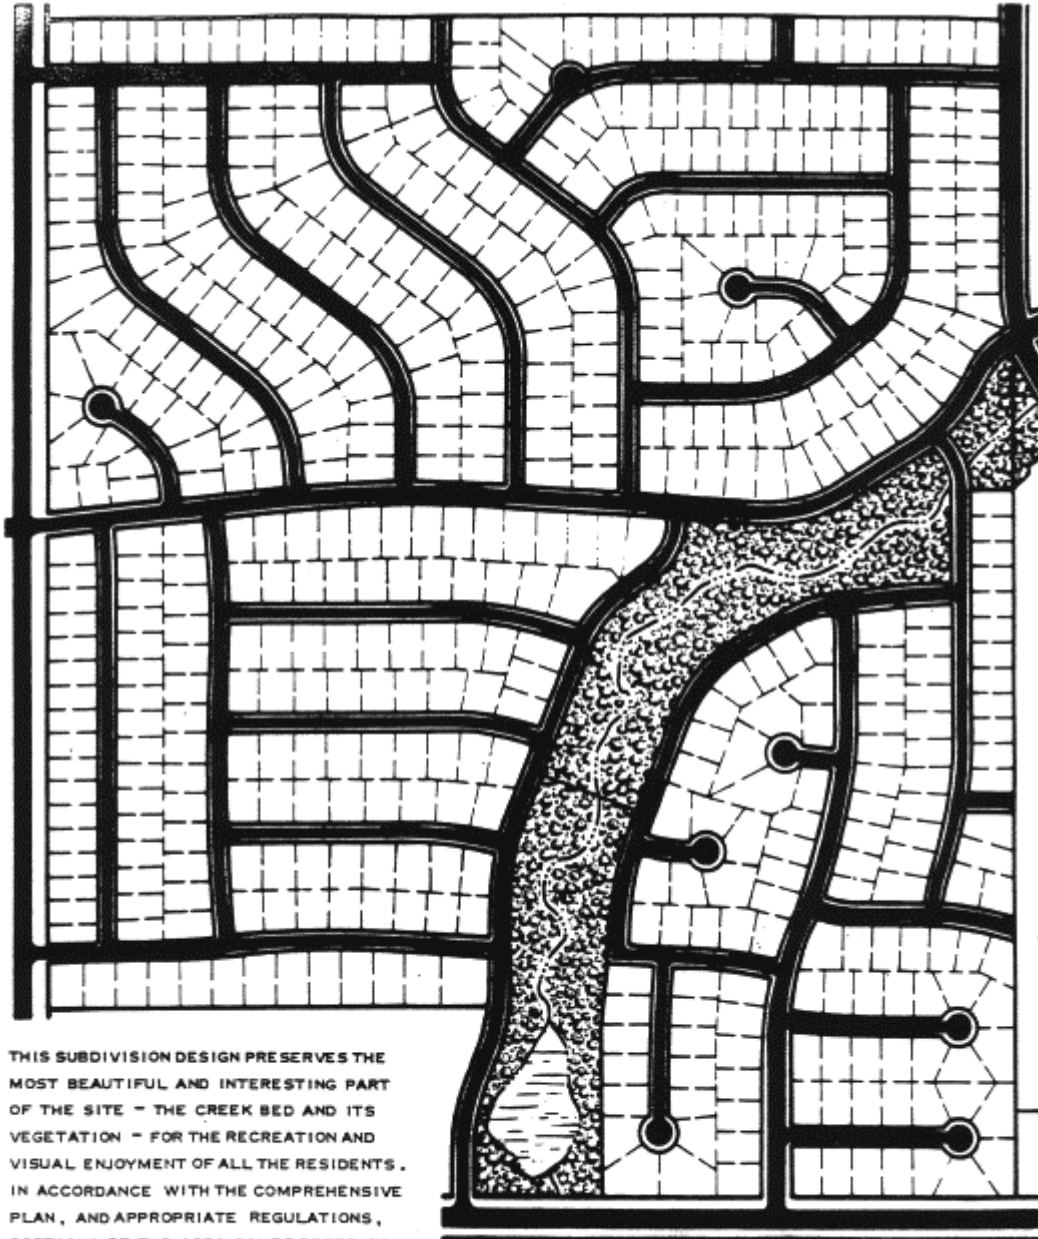 THIS SUBDIVISION DESIGN PRESERVES THE
MOST BEAUTIFUL AND INTERESTING PART
OF THE SITE – THE CREEK BED AND ITS
VEGETATION – FOR THE RECREATION AND
VISUAL ENJOYMENT OF ALL THE RESIDENTS.
IN ACCORDANCE WITH THE COMPREHENSIVE
PLAN, AND APPROPRIATE REGULATIONS,